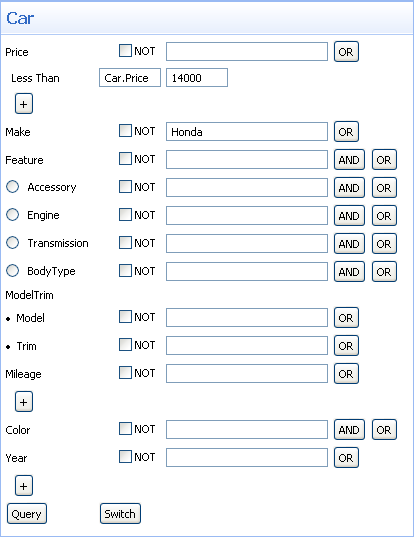 Car
Price NOT OR
Less Than Car.Price 14000
+
Make NOT Honda OR
Feature NOT AND OR
Accessory NOT AND OR
Engine NOT AND OR
Transmission NOT AND OR
BodyType NOT AND OR
ModelTrim
• Model NOT OR
• Trim NOT OR
Mileage NOT OR
+
Color NOT AND OR
Year NOT OR
+
Query Switch